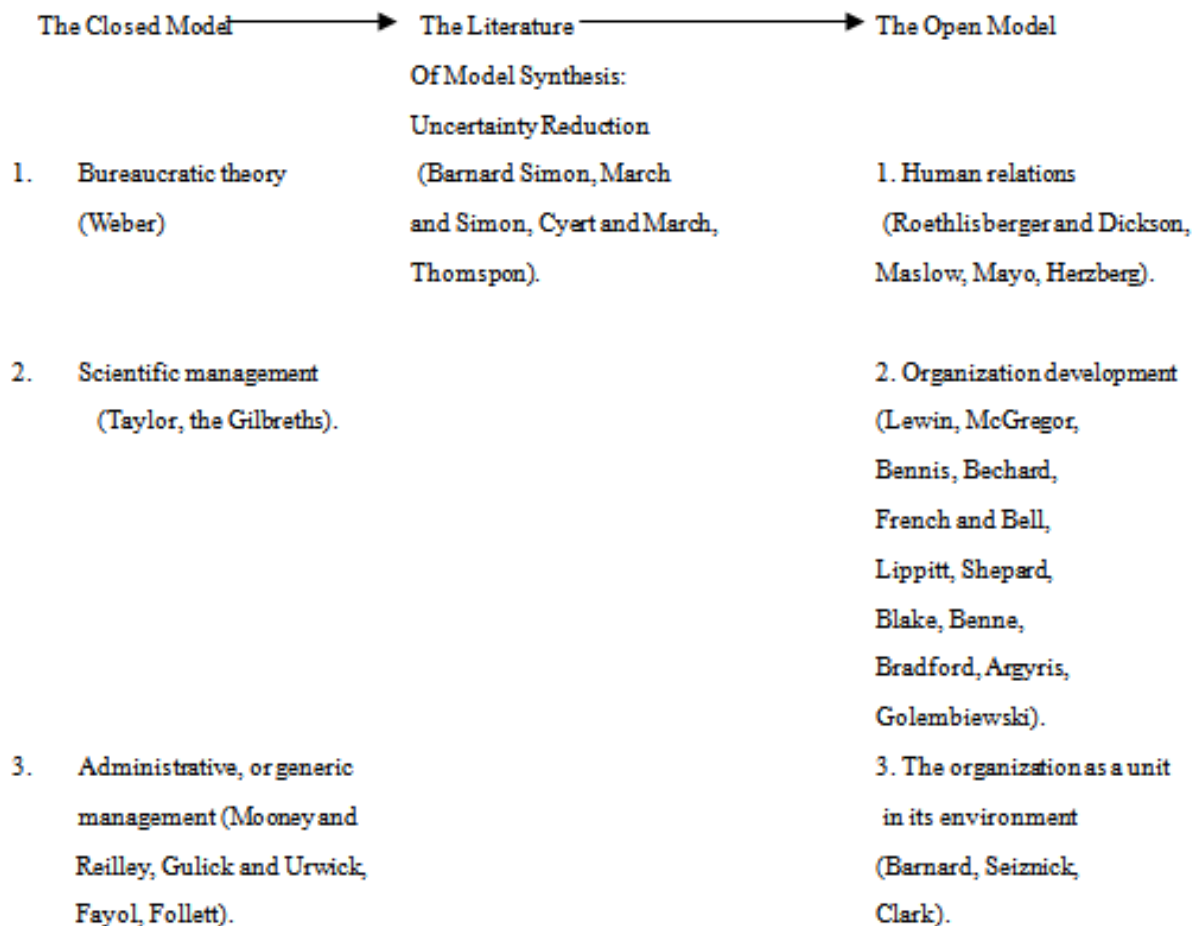 The Closed Model The Literature The Open Model
Of Model Synthesis:
Uncertainty Reduction
1. Bureaucratic theory (Barnard Simon, March 1. Human relations
(Weber) and Simon, Cyert and March, (Roethlisberger and Dickson,
Thomspon). Maslow, Mayo, Herzberg).
2. Scientific management 2. Organization development
(Taylor, the Gilbreths). (Lewin, McGregor,
Bennis, Bechard,
French and Bell,
Lippitt, Shepard,
Blake, Benne,
Bradford, Argyris,
Golembiewski).
3. Administrative, or generic 3. The organization as a unit
management (Mooney and in its environment
Reilley, Gulick and Urwick, (Barnard, Seiznick,
Fayol, Follett). Clark).